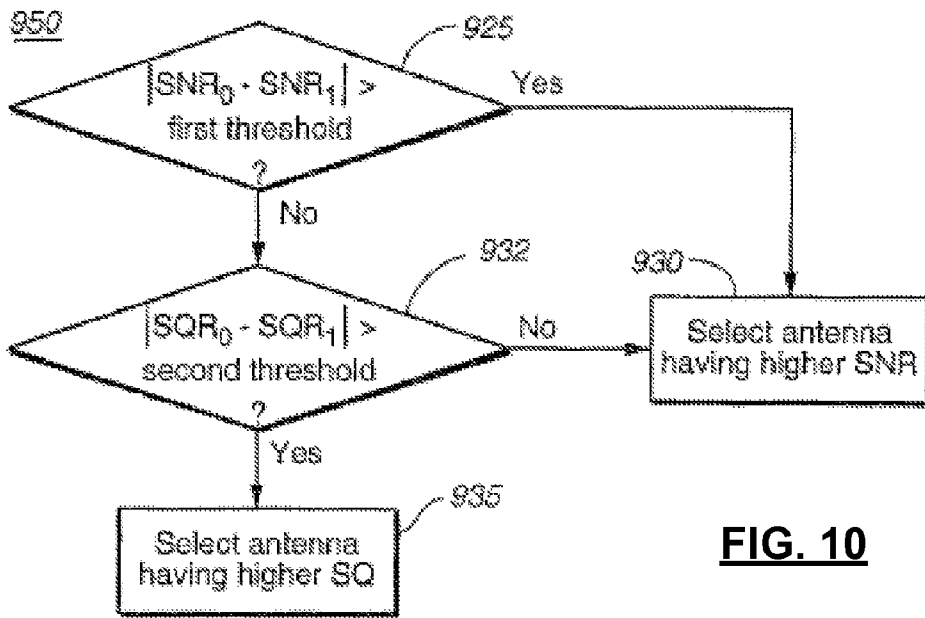 950
925
|SNR₀ - SNR₁| >
first threshold
?
Yes
No
932
|SQR₀ - SQR₁| >
second threshold
?
No
930
Select antenna
having higher SNR
Yes
935
Select antenna
having higher SQ
FIG. 10